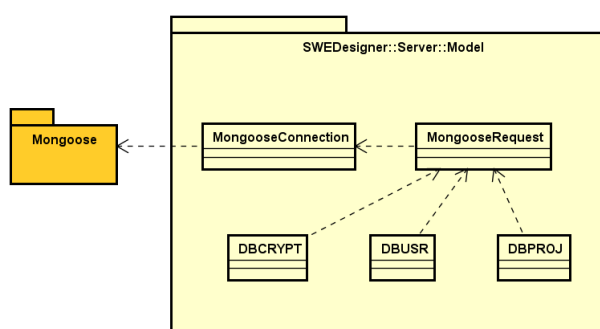 SWEDesigner::Server::Model
Mongoose
MongooseConnection
MongooseRequest
DBCRYPT
DBUSR
DBPROJ